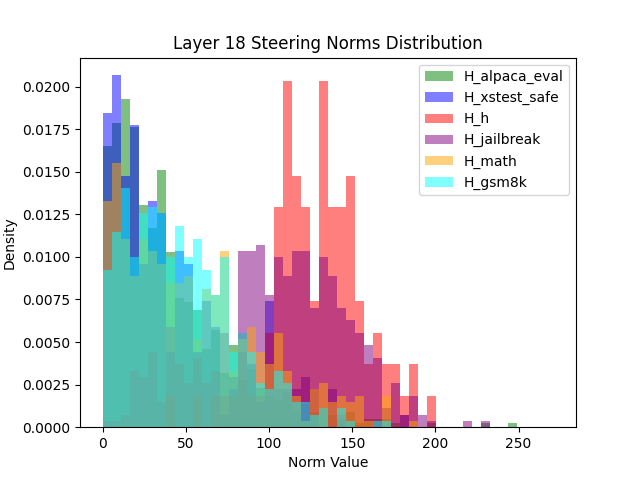 Layer 18 Steering Norms Distribution
H_alpaca_eval
H_xstest_safe
H_h
H_jailbreak
H_math
H_gsm8k
Density
0.0200
0.0175
0.0150
0.0125
0.0100
0.0075
0.0050
0.0025
0.0000
0 50 100 150 200 250
Norm Value